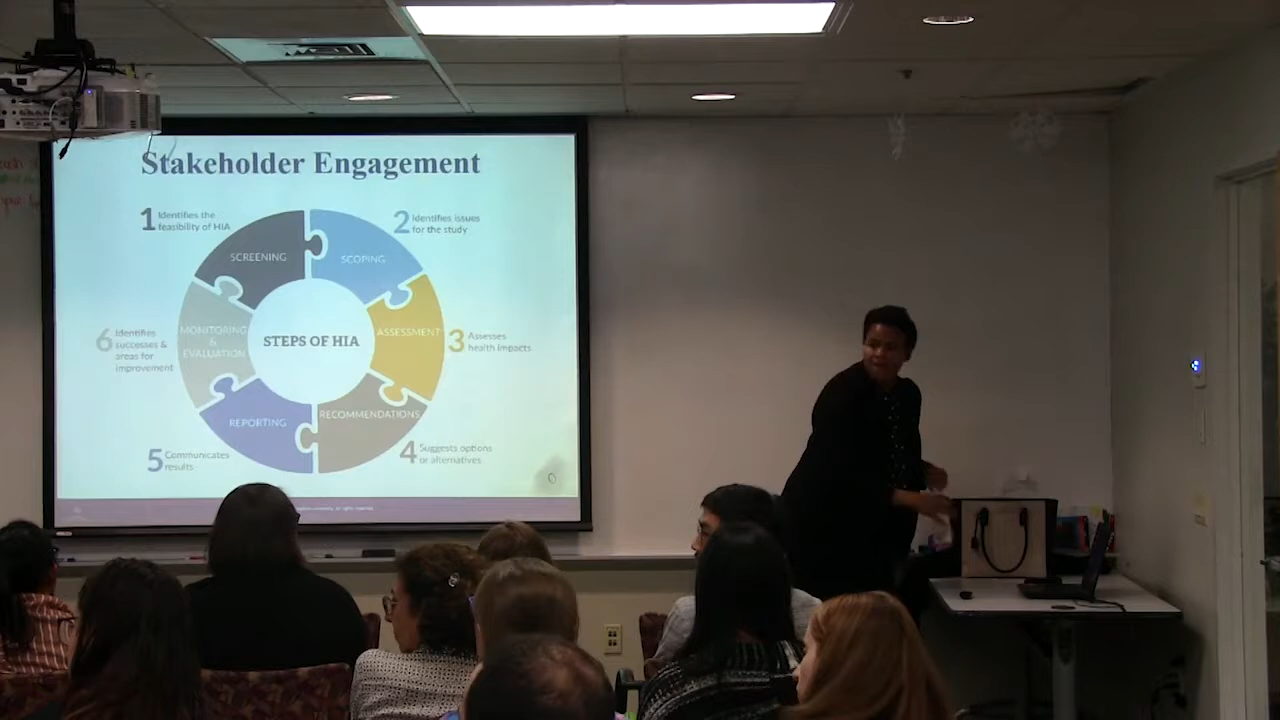 Stakeholder Engagement
1 Identifies the
feasibility of HIA
2 Identifies issues
for the study
SCREENING
SCOPING
6 Identifies
successes &
areas for
improvement
MONITORING
&
EVALUATION
STEPS OF HIA
ASSESSMENT
3 Assesses
health impacts
REPORTING
RECOMMENDATIONS
5 Communicates
results
4 Suggests options
or alternatives